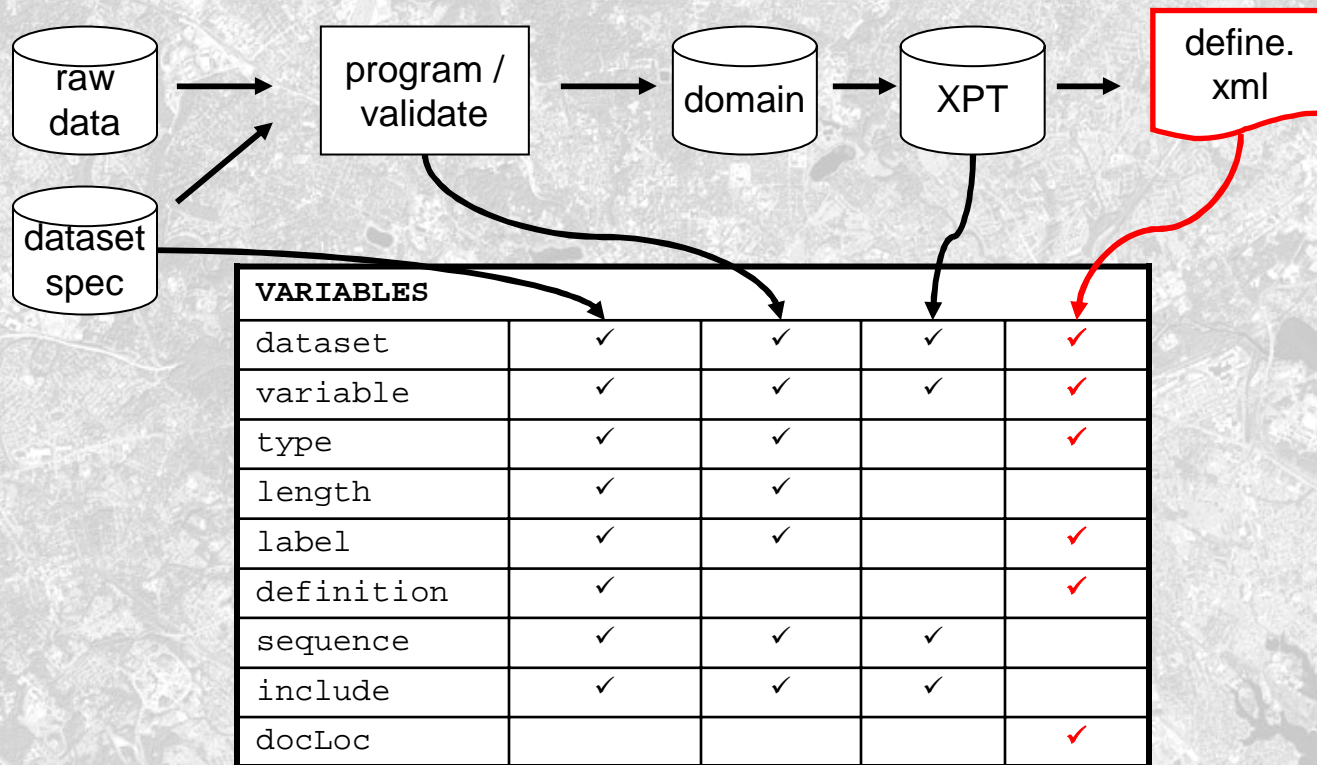 raw
data
program /
validate
domain
XPT
define.
xml
dataset
spec
VARIABLES
dataset ✓ ✓ ✓ ✓
variable ✓ ✓ ✓ ✓
type ✓ ✓ ✓
length ✓ ✓
label ✓ ✓ ✓
definition ✓ ✓
sequence ✓ ✓ ✓
include ✓ ✓ ✓
docLoc ✓